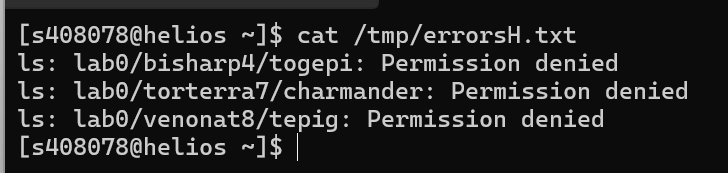 [s408078@helios ~]$ cat /tmp/errorsH.txt
ls: lab0/bisharp4/togepi: Permission denied
ls: lab0/torterra7/charmander: Permission denied
ls: lab0/venonat8/tepig: Permission denied
[s408078@helios ~]$